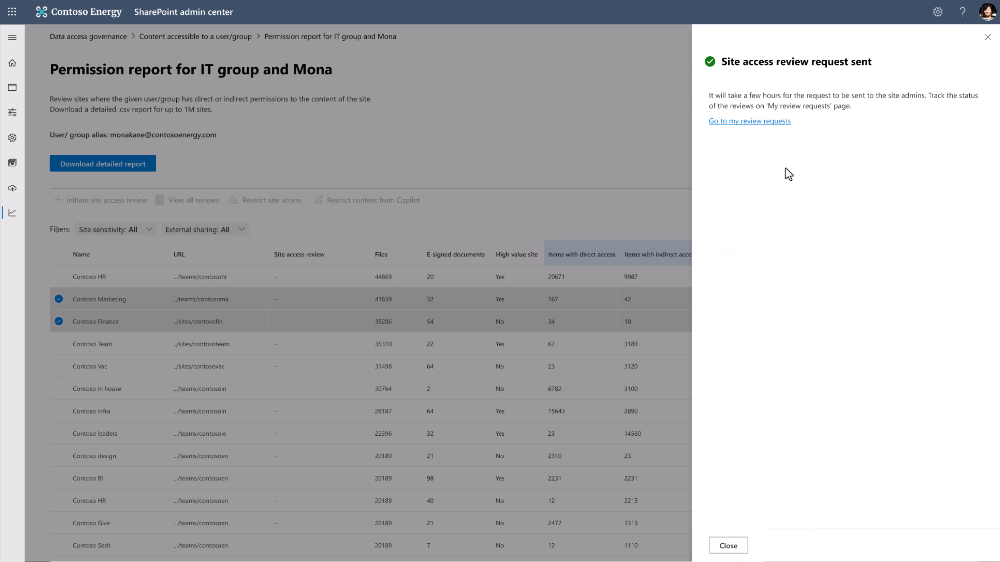 Contoso Energy SharePoint admin center
Data access governance > Content accessible to a user/group > Permission report for IT group and Mona
Permission report for IT group and Mona
Review sites where the given user/group has direct or indirect permissions to the content of the site.
Download a detailed .csv report for up to 1M sites.
User/ group alias: monakane@contosoenergy.com
Download detailed report
Initiate site access review View all reviews Restrict site access Restrict content from Copilot
Filters: Site sensitivity: All External sharing: All
Name URL Site access review Files E-signed documents High value site Items with direct access Items with indirect acce
Contoso HR .../teams/contosohr - 44869 20 Yes 20671 9987
Contoso Marketing ../teams/contosoma - 41839 32 Yes 167 42
Contoso Finance ../sites/contosofin 38286 54 No 34 10
Contoso Team ../sites/contosoteam - 35310 22 Yes 67 3189
Contoso Vac ../sites/contosovac - 31498 64 No 23 3120
Contoso in house .../teams/contosoin 30764 2 No 6782 3100
Contoso infra .../teams/contosoin - 28187 64 Yes 15643 2890
Contoso leaders .../teams/contosole - 22396 32 Yes 23 14560
Contoso design .../teams/contosoen - 20189 21 No 2310 23
Contoso BI .../teams/contosoen 20189 98 Yes 2231 2231
Contoso HR .../teams/contosoen - 20189 40 No 12 2213
Contoso Give .../teams/contosoen - 20189 21 No 2472 1313
Contoso Sesh .../teams/contosoen 20189 7 No 12 1110
Site access review request sent
It will take a few hours for the request to be sent to the site admins. Track the status
of the reviews on 'My review requests' page.
Go to my review requests
Close